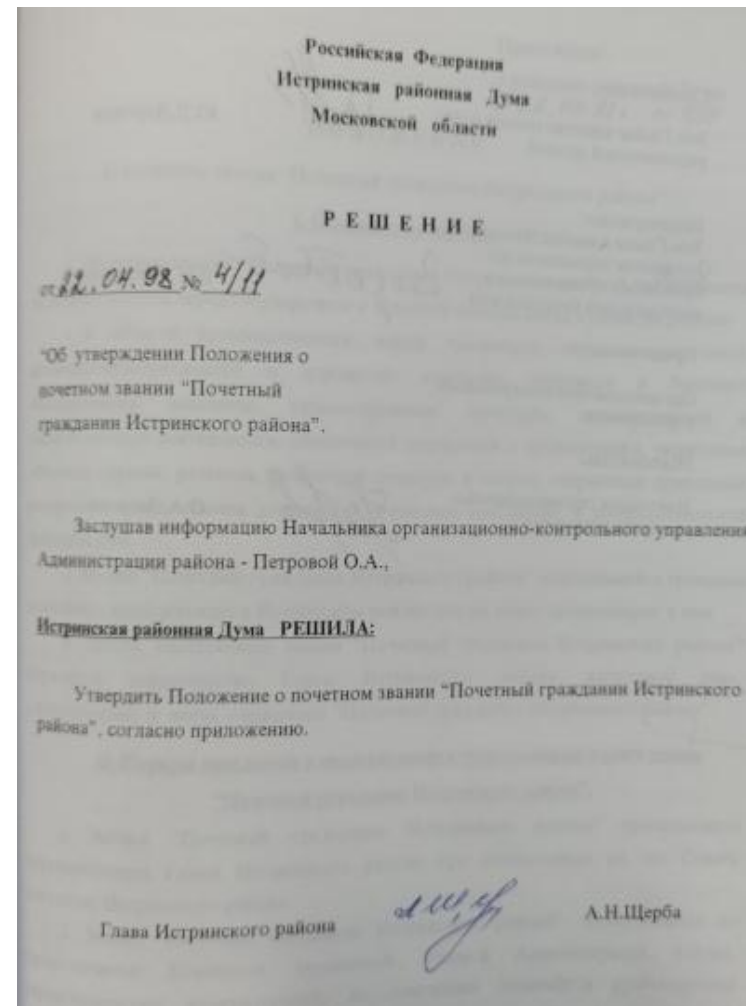 Российская Федерация
Истринская районная Дума
Московской области
РЕШЕНИЕ
от 22.04.98 № 4/11
"Об утверждении Положения о
почетном звании “Почетный
гражданин Истринского района”.
Заслушав информацию Начальника организационно-контрольного управления
Администрации района - Петровой О.А.,
Истринская районная Дума РЕШИЛА:
Утвердить Положение о почетном звании “Почетный гражданин Истринского
района”, согласно приложению.
Глава Истринского района А.Н.Щерба